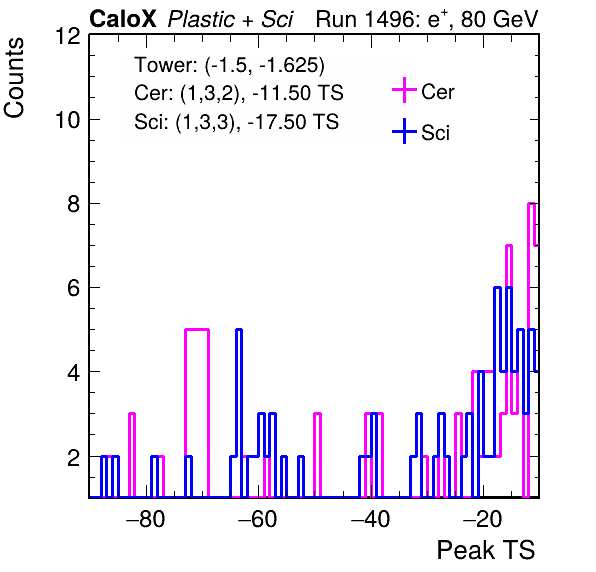 CaloX Plastic + Sci Run 1496: e⁺, 80 GeV
Counts
12
10
8
6
4
2
Tower: (-1.5, -1.625)
Cer: (1,3,2), -11.50 TS
Sci: (1,3,3), -17.50 TS
Cer
Sci
−80 −60 −40 −20
Peak TS